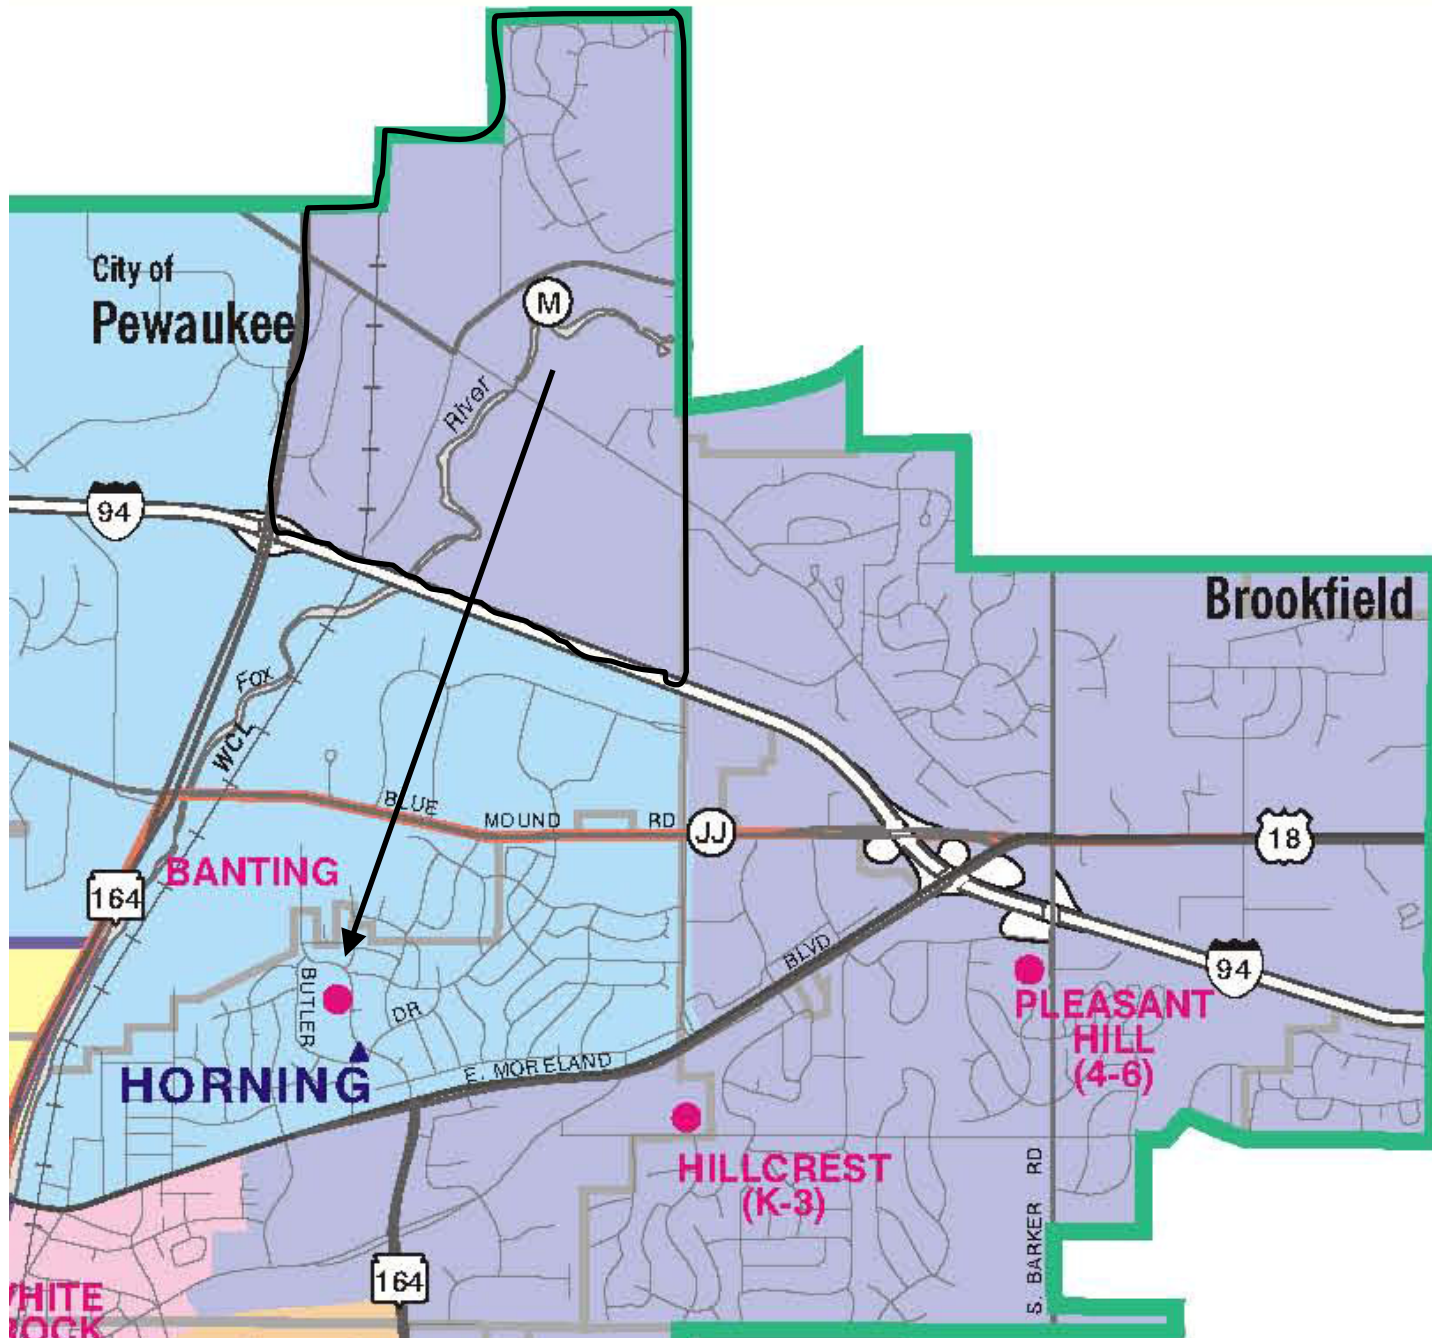 City of
Pewaukee
M
River
94
Brookfield
Fox
WCL
BLUE
MOUND
RD
JJ
18
BANTING
164
BLVD
94
BUTLER
DR
PLEASANT
HILL
(4-6)
HORNING
E. MORELAND
HILLCREST
(K-3)
S. BARKER RD
164
HITE
OCK